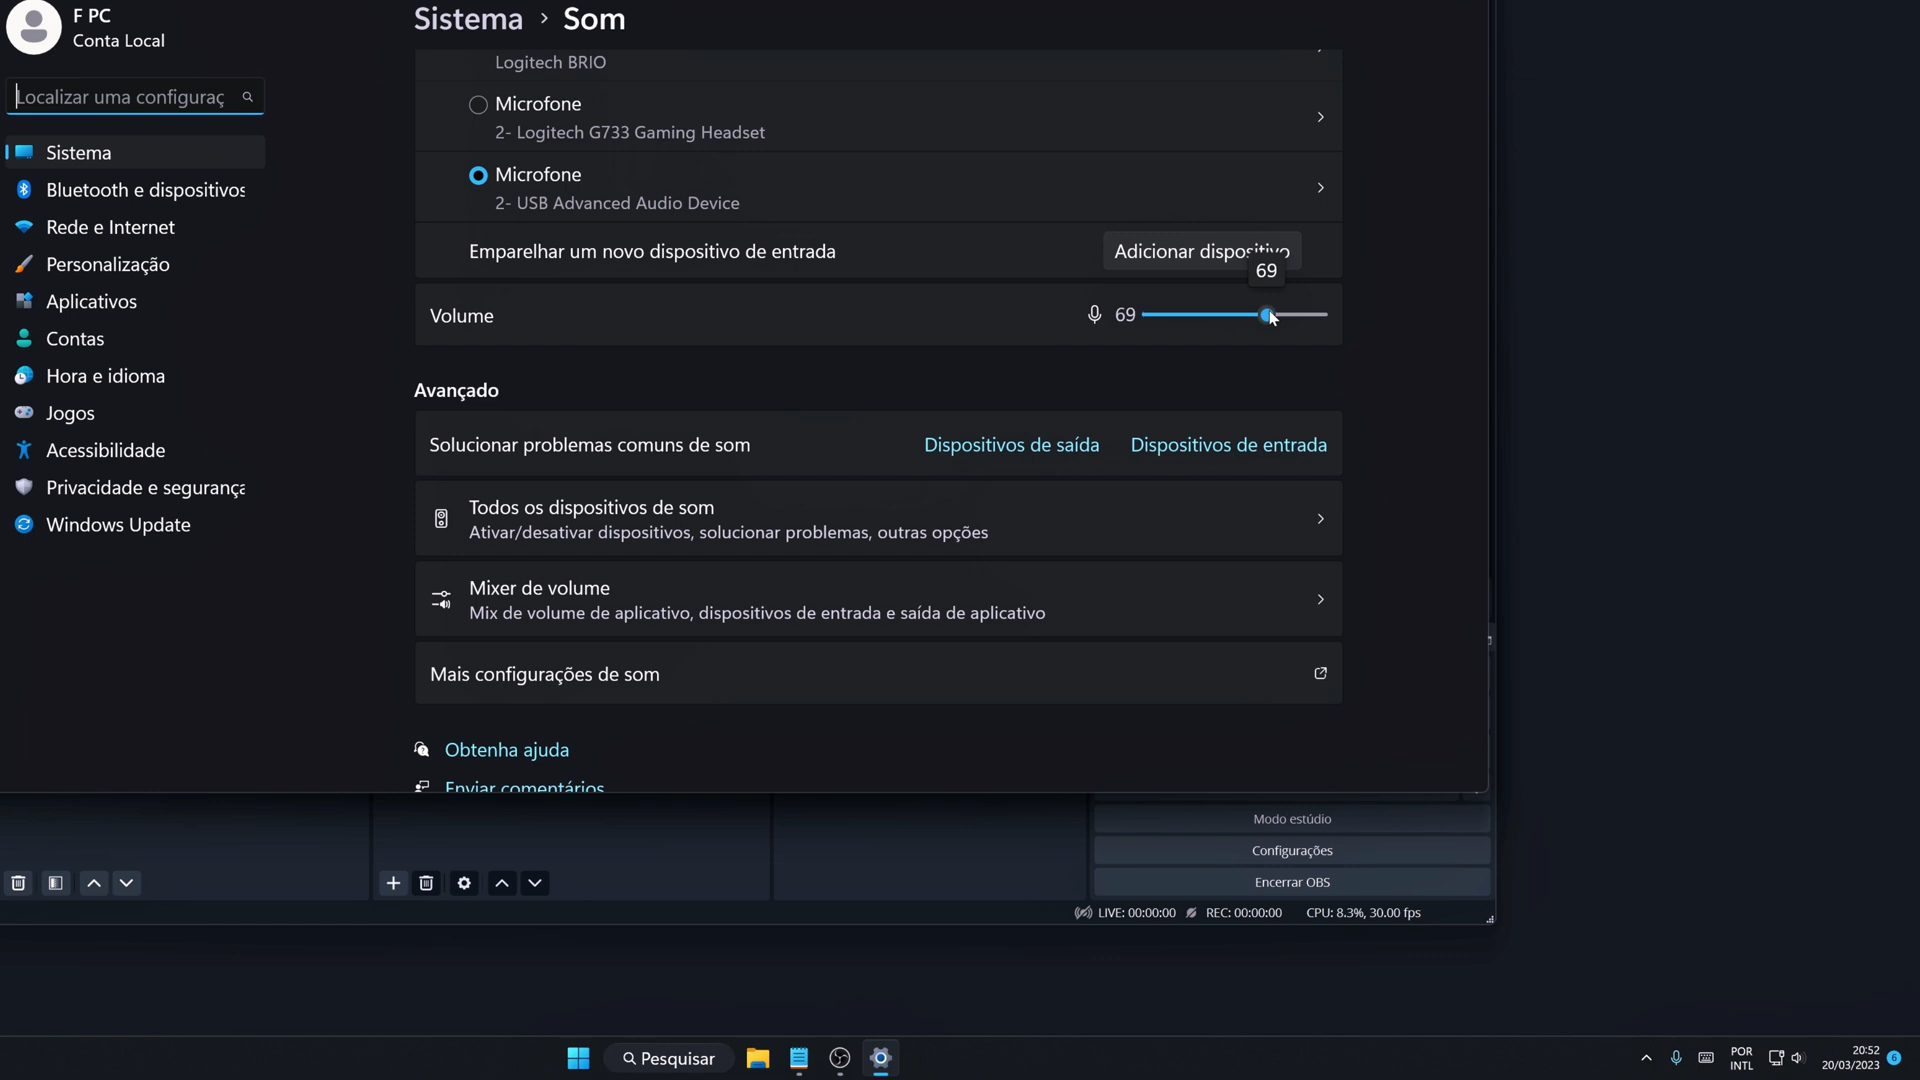 F PC
Conta Local
Localizar uma configuraç
Sistema
Bluetooth e dispositivos
Rede e Internet
Personalização
Aplicativos
Contas
Hora e idioma
Jogos
Acessibilidade
Privacidade e segurança
Windows Update
Sistema > Som
Logitech BRIO
Microfone
2- Logitech G733 Gaming Headset
Microfone
2- USB Advanced Audio Device
Emparelhar um novo dispositivo de entrada
Adicionar dispositivo
69
Volume
69
Avançado
Solucionar problemas comuns de som
Dispositivos de saída
Dispositivos de entrada
Todos os dispositivos de som
Ativar/desativar dispositivos, solucionar problemas, outras opções
Mixer de volume
Mix de volume de aplicativo, dispositivos de entrada e saída de aplicativo
Mais configurações de som
Obtenha ajuda
Enviar comentários
Modo estúdio
Configurações
Encerrar OBS
LIVE: 00:00:00
REC: 00:00:00
CPU: 8.3%, 30.00 fps
Pesquisar
POR
INTL
20:52
20/03/2023
6